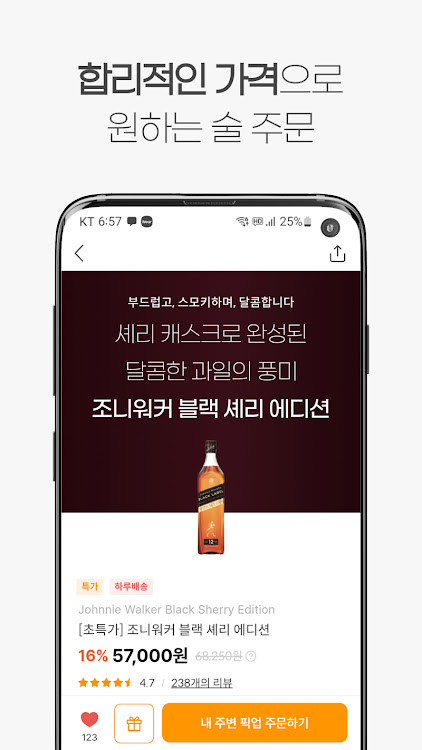 합리적인 가격으로
원하는 술 주문
KT 6:57
25%
부드럽고, 스모키하며, 달콤합니다
셰리 캐스크로 완성된
달콤한 과일의 풍미
조니워커 블랙 셰리 에디션
BLACK LABEL
12
특가 하루배송
Johnnie Walker Black Sherry Edition
[초특가] 조니워커 블랙 셰리 에디션
16% 57,000원 68,250원
4.7 / 238개의 리뷰
123
내 주변 픽업 주문하기